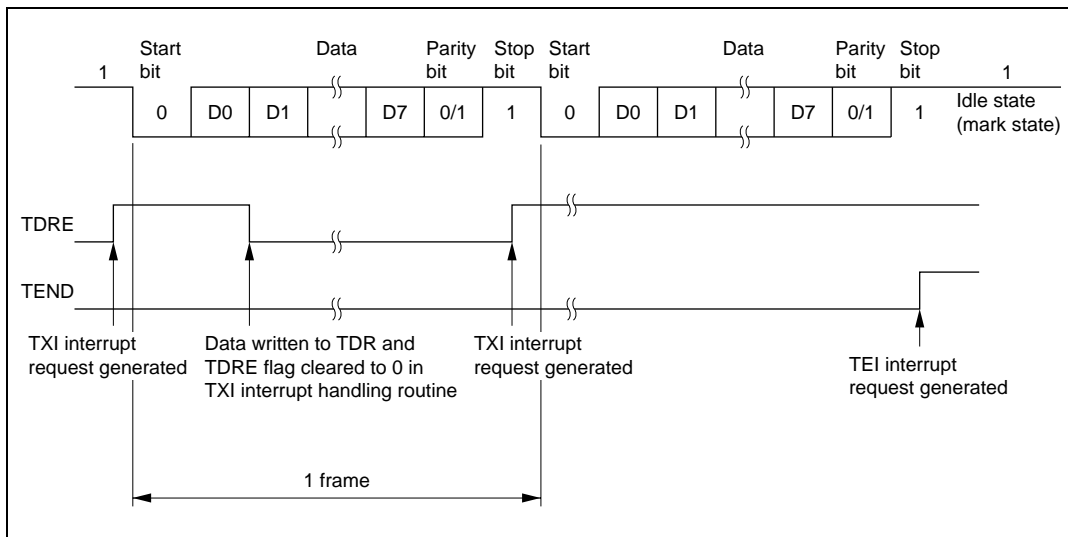 Start bit Data Parity bit Stop bit Start bit Data Parity bit Stop bit
1 1
0 D0 D1 D7 0/1 1 0 D0 D1 D7 0/1 1 Idle state (mark state)
TDRE
TEND
TXI interrupt request generated
Data written to TDR and TDRE flag cleared to 0 in TXI interrupt handling routine
TXI interrupt request generated
TEI interrupt request generated
1 frame